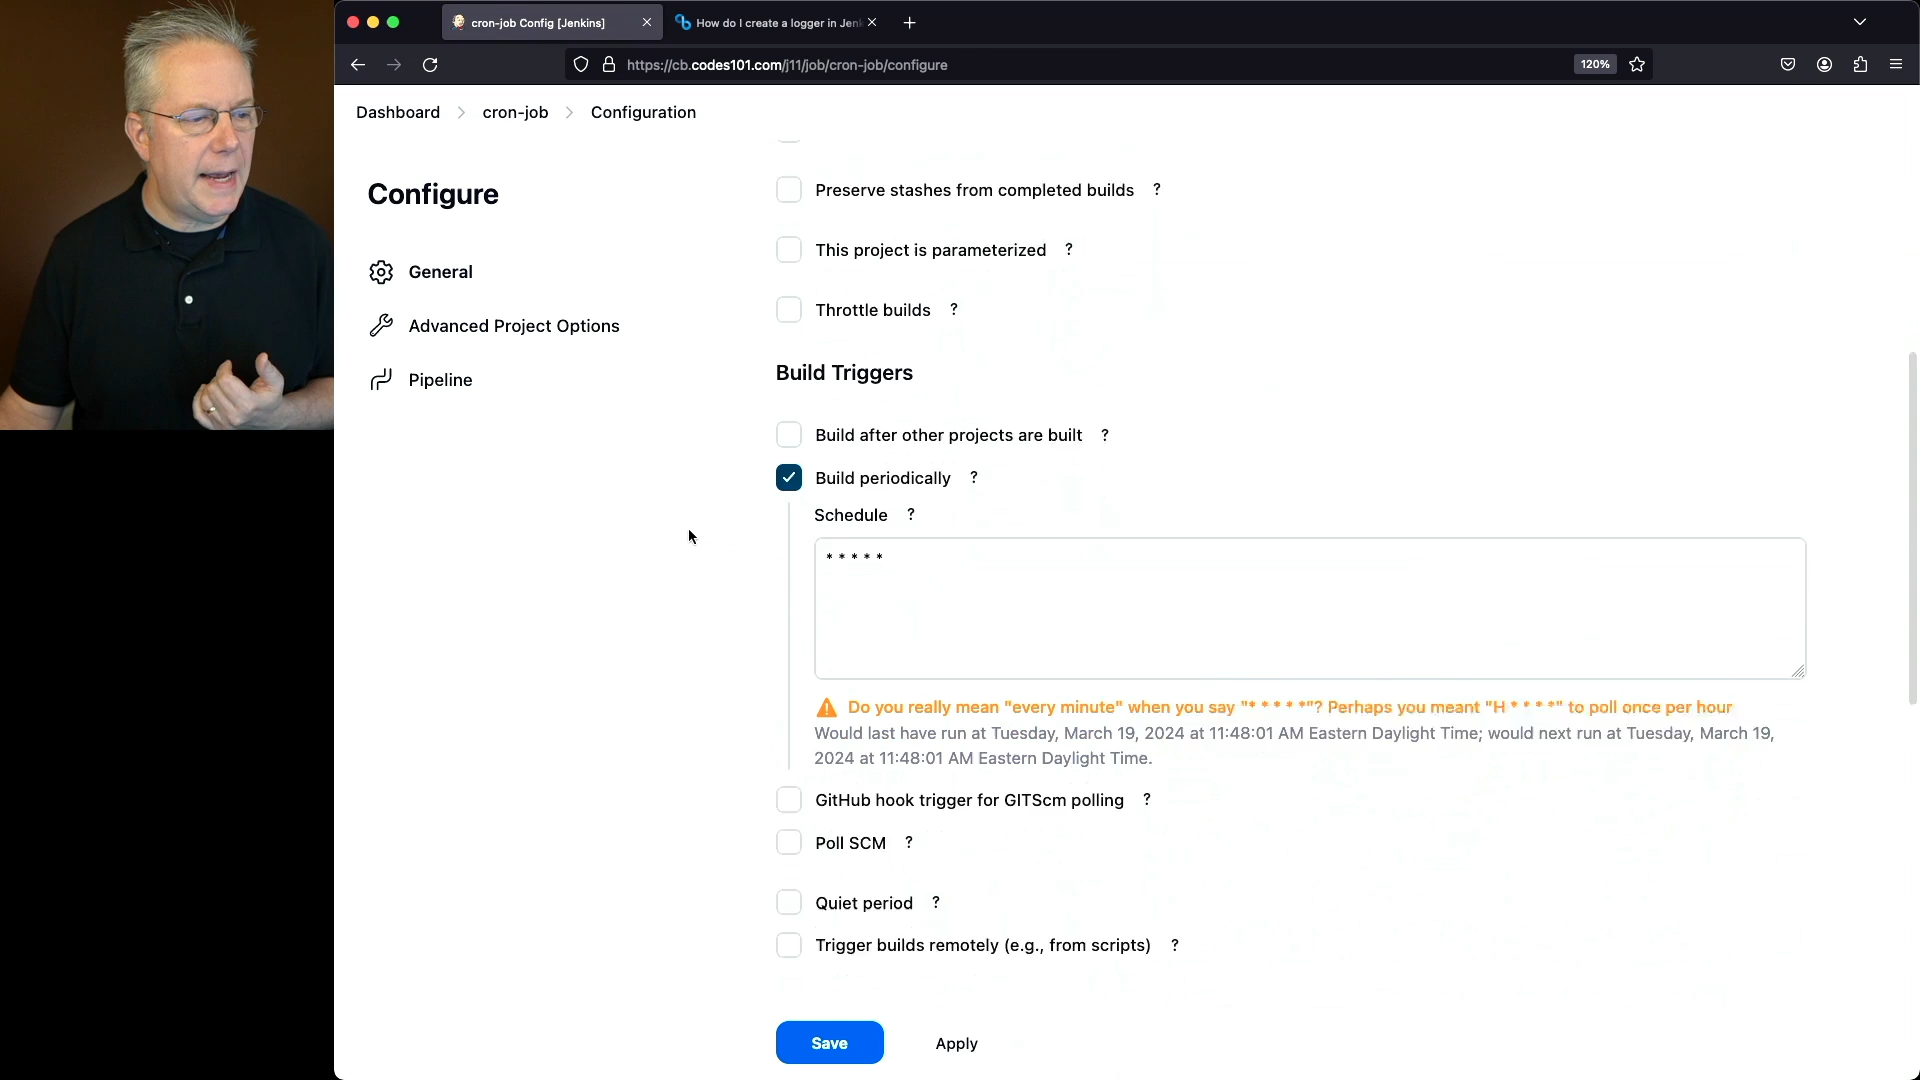 cron-job Config [Jenkins]
How do I create a logger in Jen
https://cb.codes101.com/j11/job/cron-job/configure
120%
Dashboard
cron-job
Configuration
Configure
General
Advanced Project Options
Pipeline
Preserve stashes from completed builds ?
This project is parameterized ?
Throttle builds ?
Build Triggers
Build after other projects are built ?
Build periodically ?
Schedule ?
* * * * *
Do you really mean "every minute" when you say "* * * * *"? Perhaps you meant "H * * * *" to poll once per hour
Would last have run at Tuesday, March 19, 2024 at 11:48:01 AM Eastern Daylight Time; would next run at Tuesday, March 19,
2024 at 11:48:01 AM Eastern Daylight Time.
GitHub hook trigger for GITScm polling ?
Poll SCM ?
Quiet period ?
Trigger builds remotely (e.g., from scripts) ?
Save
Apply